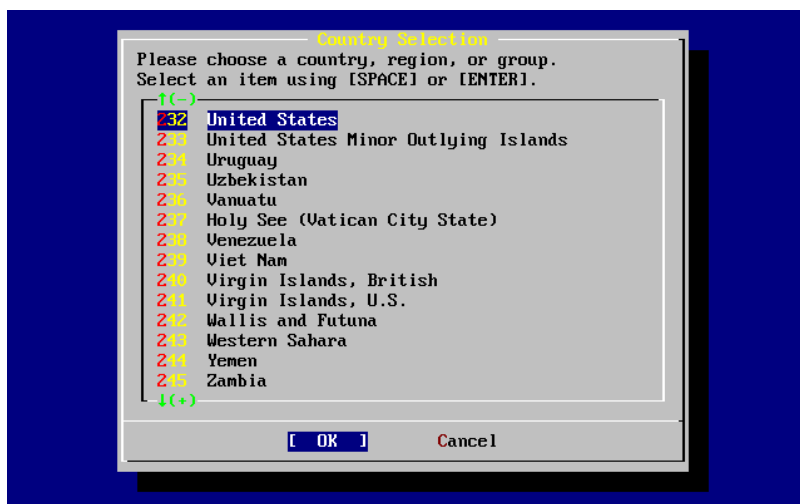 Country Selection
Please choose a country, region, or group.
Select an item using [SPACE] or [ENTER].
↑(-)
232 United States
233 United States Minor Outlying Islands
234 Uruguay
235 Uzbekistan
236 Vanuatu
237 Holy See (Vatican City State)
238 Venezuela
239 Viet Nam
240 Virgin Islands, British
241 Virgin Islands, U.S.
242 Wallis and Futuna
243 Western Sahara
244 Yemen
245 Zambia
↓(+)
[ OK ] Cancel